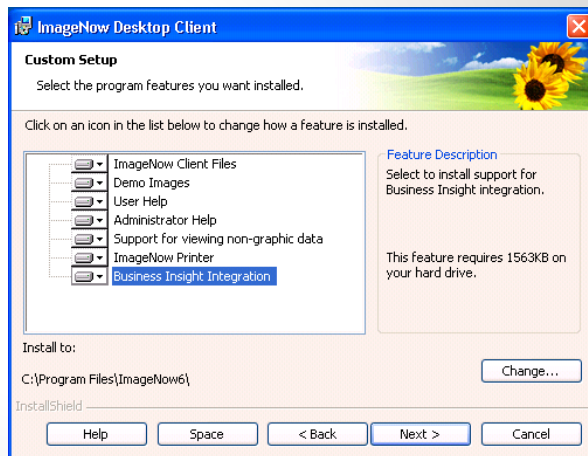 ImageNow Desktop Client
Custom Setup
Select the program features you want installed.
Click on an icon in the list below to change how a feature is installed.
ImageNow Client Files
Demo Images
User Help
Administrator Help
Support for viewing non-graphic data
ImageNow Printer
Business Insight Integration
Feature Description
Select to install support for
Business Insight integration.
This feature requires 1563KB on
your hard drive.
Install to:
C:\Program Files\ImageNow6\
Change...
InstallShield
Help
Space
< Back
Next >
Cancel